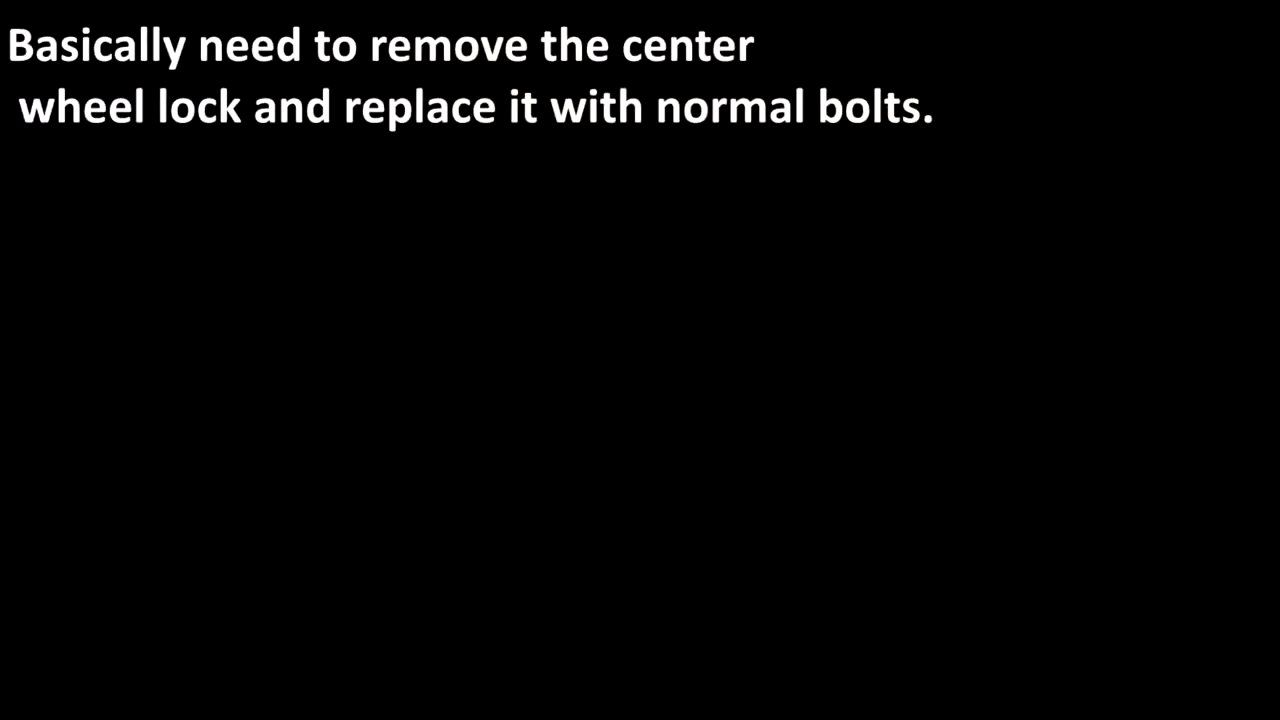 Basically need to remove the center
wheel lock and replace it with normal bolts.